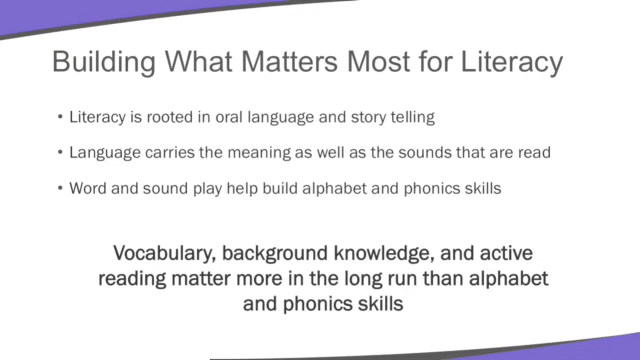 Building What Matters Most for Literacy
• Literacy is rooted in oral language and story telling
• Language carries the meaning as well as the sounds that are read
• Word and sound play help build alphabet and phonics skills
Vocabulary, background knowledge, and active
reading matter more in the long run than alphabet
and phonics skills